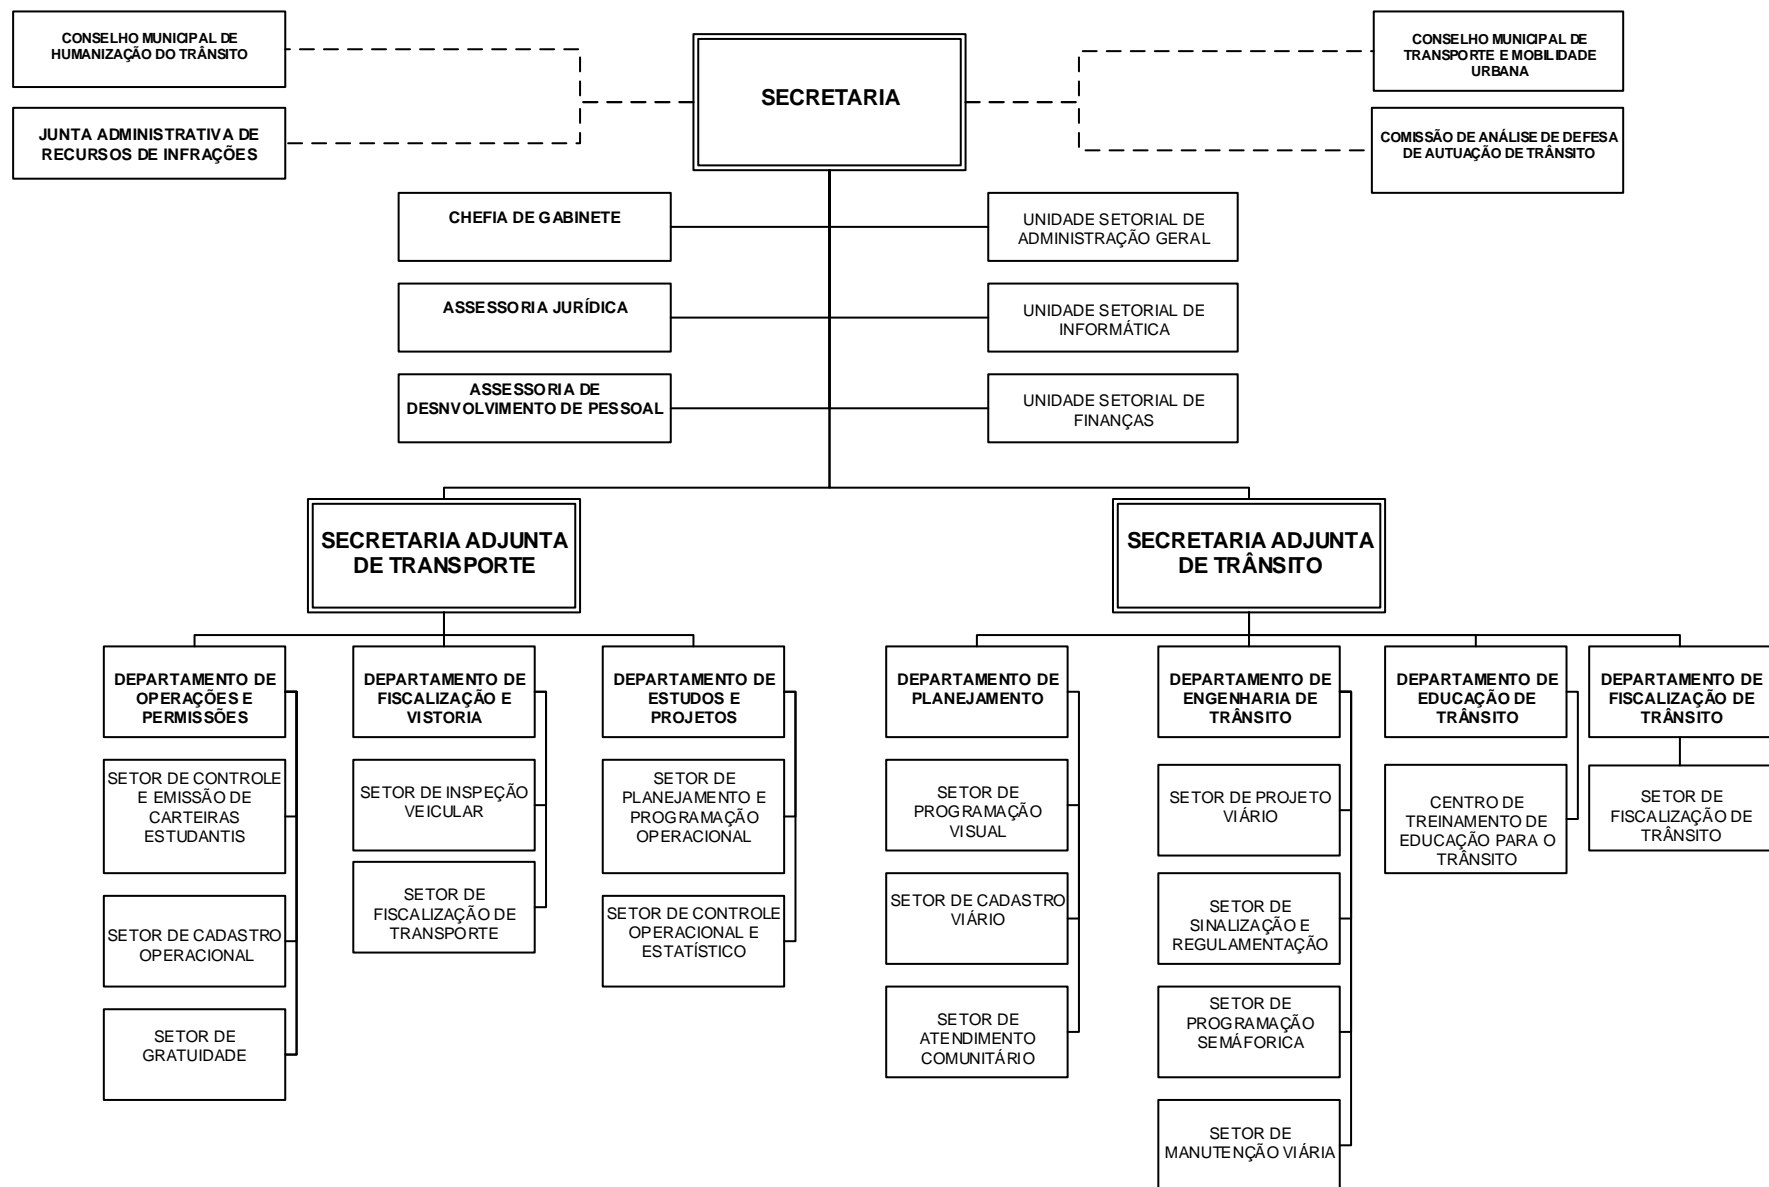 CONSELHO MUNICIPAL DE
HUMANIZAÇÃO DO TRÂNSITO
SECRETARIA
CONSELHO MUNICIPAL DE
TRANSPORTE E MOBILIDADE
URBANA
JUNTA ADMINISTRATIVA DE
RECURSOS DE INFRAÇÕES
COMISSÃO DE ANÁLISE DE DEFESA
DE AUTUAÇÃO DE TRÂNSITO
CHEFIA DE GABINETE
UNIDADE SETORIAL DE
ADMINISTRAÇÃO GERAL
ASSESSORIA JURÍDICA
UNIDADE SETORIAL DE
INFORMÁTICA
ASSESSORIA DE
DESNVOLVIMENTO DE PESSOAL
UNIDADE SETORIAL DE
FINANÇAS
SECRETARIA ADJUNTA
DE TRANSPORTE
SECRETARIA ADJUNTA
DE TRÂNSITO
DEPARTAMENTO DE
OPERAÇÕES E
PERMISSÕES
DEPARTAMENTO DE
FISCALIZAÇÃO E
VISTORIA
DEPARTAMENTO DE
ESTUDOS E
PROJETOS
DEPARTAMENTO DE
PLANEJAMENTO
DEPARTAMENTO DE
ENGENHARIA DE
TRÂNSITO
DEPARTAMENTO DE
EDUCAÇÃO DE
TRÂNSITO
DEPARTAMENTO DE
FISCALIZAÇÃO DE
TRÂNSITO
SETOR DE CONTROLE
E EMISSÃO DE
CARTEIRAS
ESTUDANTIS
SETOR DE INSPEÇÃO
VEICULAR
SETOR DE
PLANEJAMENTO E
PROGRAMAÇÃO
OPERACIONAL
SETOR DE
PROGRAMAÇÃO
VISUAL
SETOR DE PROJETO
VIÁRIO
CENTRO DE
TREINAMENTO DE
EDUCAÇÃO PARA O
TRÂNSITO
SETOR DE
FISCALIZAÇÃO DE
TRÂNSITO
SETOR DE CADASTRO
OPERACIONAL
SETOR DE
FISCALIZAÇÃO DE
TRANSPORTE
SETOR DE CONTROLE
OPERACIONAL E
ESTATÍSTICO
SETOR DE CADASTRO
VIÁRIO
SETOR DE
SINALIZAÇÃO E
REGULAMENTAÇÃO
SETOR DE
GRATUIDADE
SETOR DE
ATENDIMENTO
COMUNITÁRIO
SETOR DE
PROGRAMAÇÃO
SEMÁFORICA
SETOR DE
MANUTENÇÃO VIÁRIA